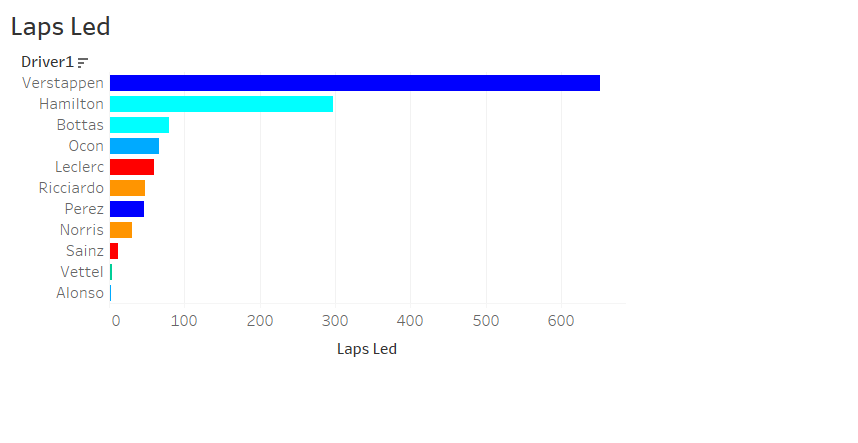 Laps Led
Driver1
Verstappen
Hamilton
Bottas
Ocon
Leclerc
Ricciardo
Perez
Norris
Sainz
Vettel
Alonso
0 100 200 300 400 500 600
Laps Led